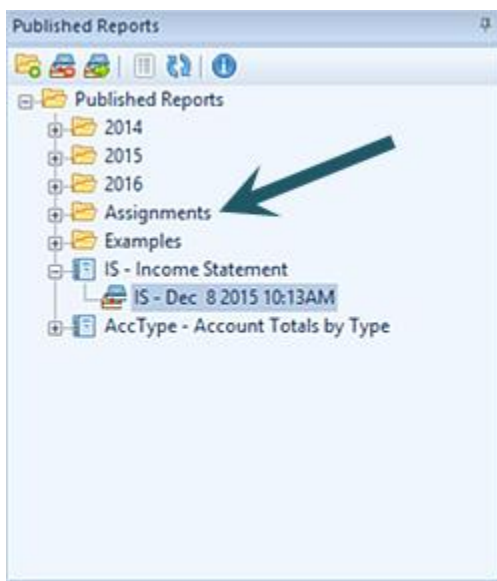 Published Reports
Published Reports
2014
2015
2016
Assignments
Examples
IS - Income Statement
IS - Dec  8 2015 10:13AM
AccType - Account Totals by Type